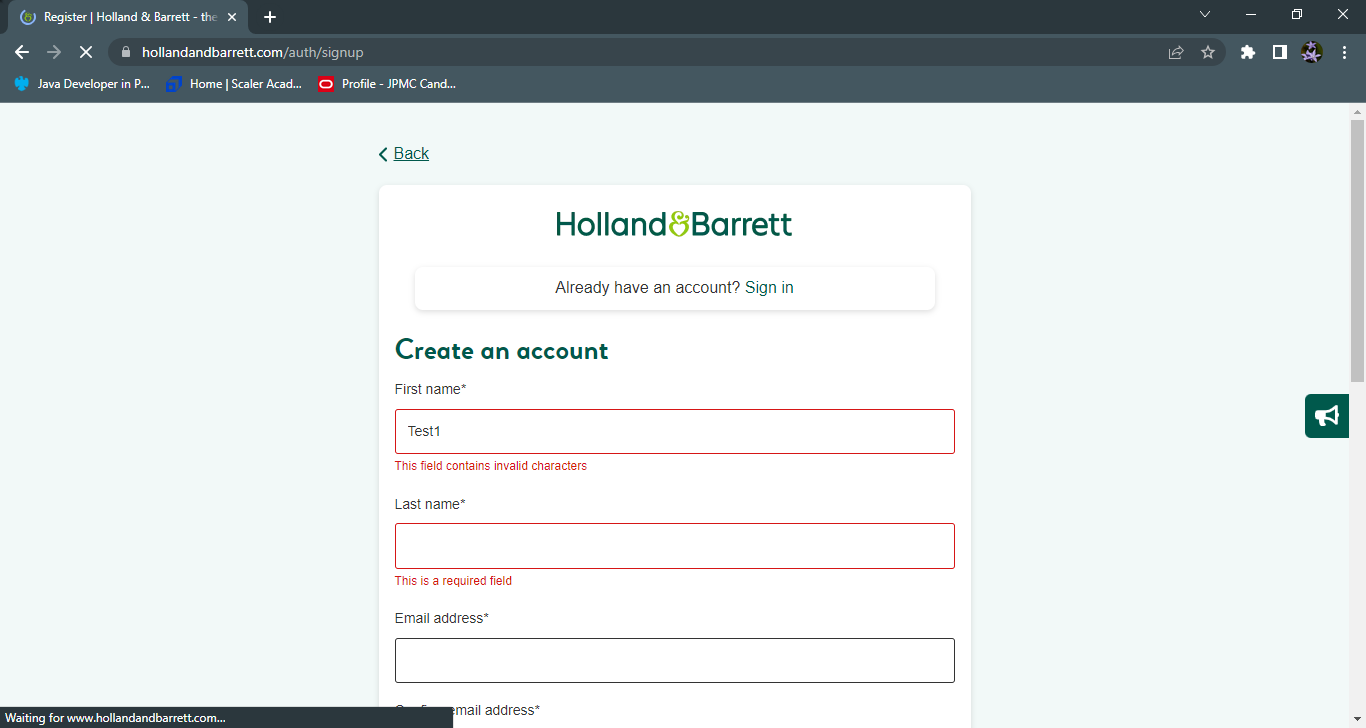 Register | Holland & Barrett - the
hollandandbarrett.com/auth/signup
Java Developer in P... Home | Scaler Acad... Profile - JPMC Cand...
Back
Holland&Barrett
Already have an account? Sign in
Create an account
First name*
Test1
This field contains invalid characters
Last name*
This is a required field
Email address*
email address*
Waiting for www.hollandandbarrett.com...